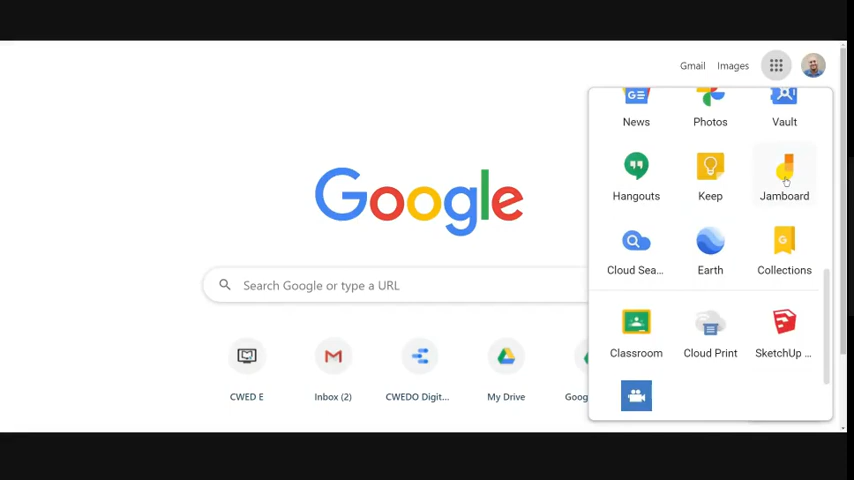 Gmail Images
News Photos Vault
Hangouts Keep Jamboard
Google
Cloud Sea... Earth Collections
Search Google or type a URL
Classroom Cloud Print SketchUp ...
CWED E Inbox (2) CWEDO Digit... My Drive Goog